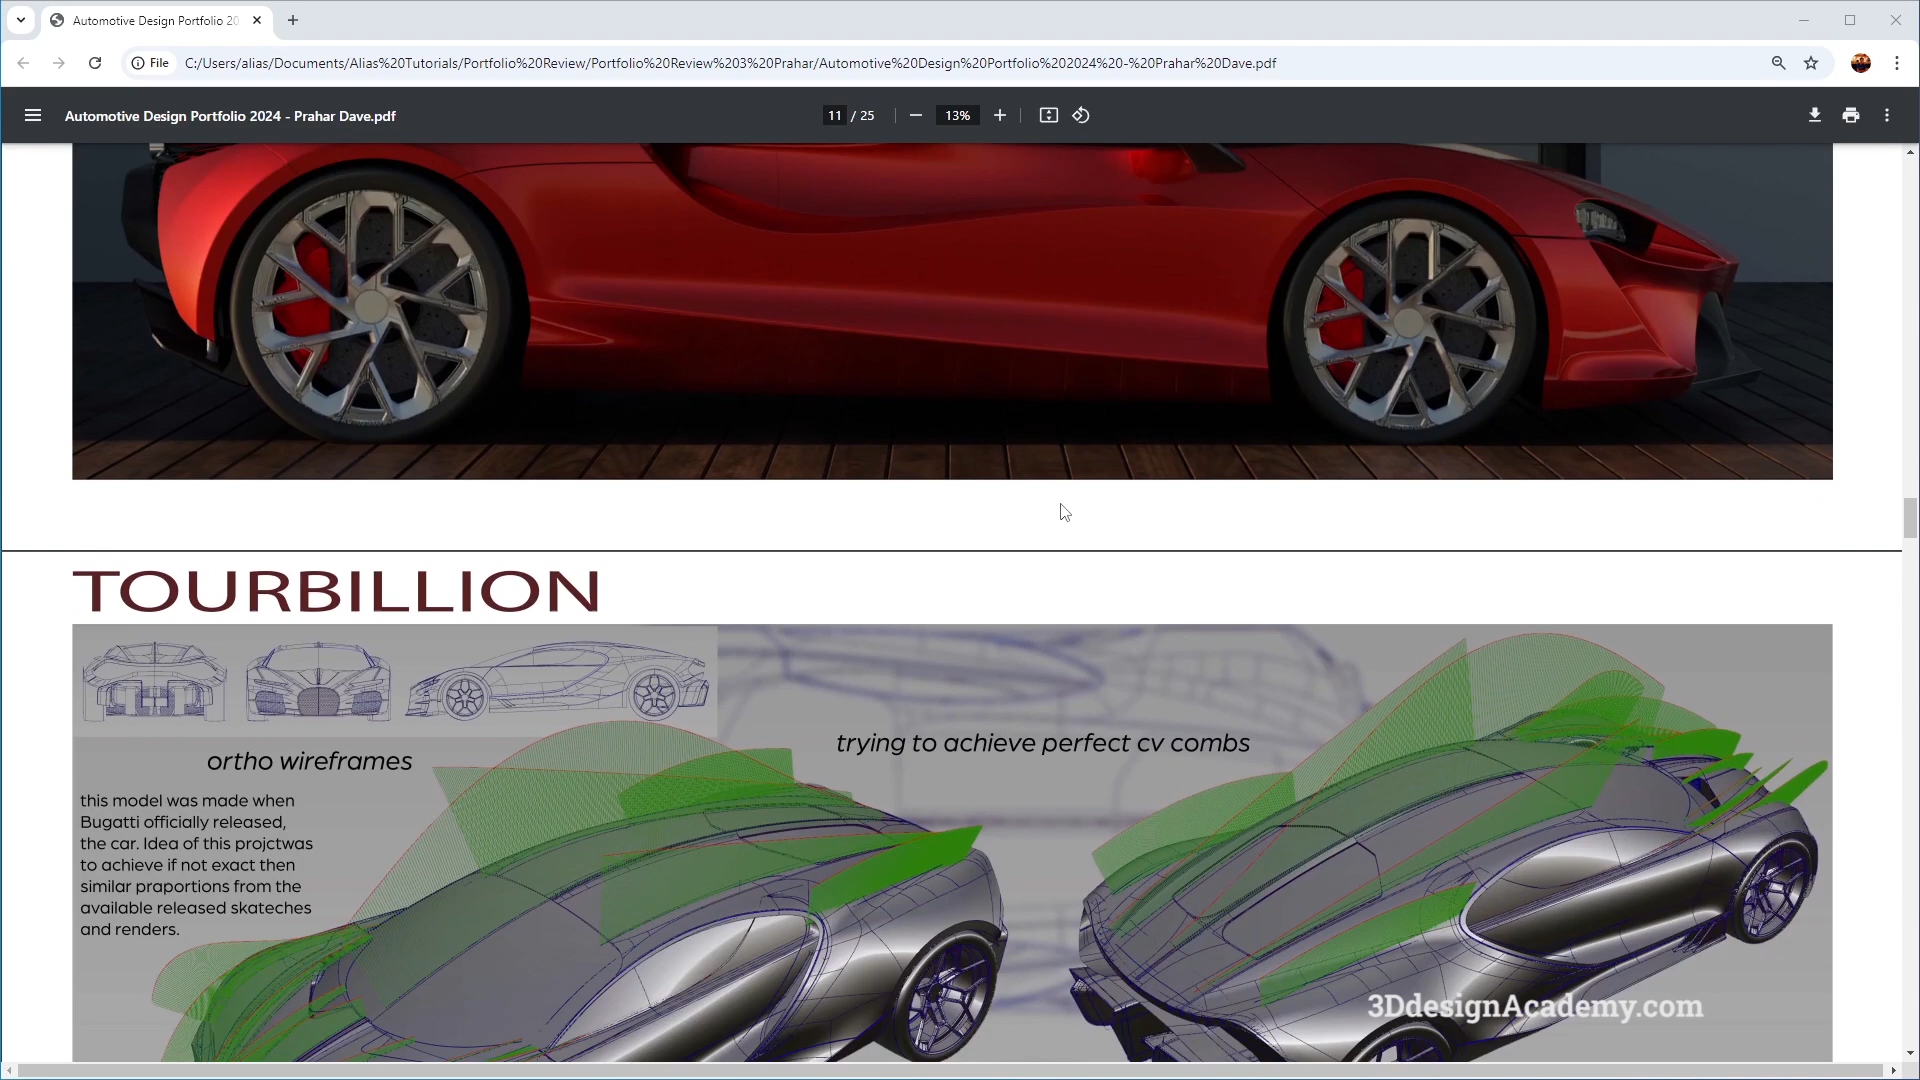 Automotive Design Portfolio 20
File
C:/Users/alias/Documents/Alias%20Tutorials/Portfolio%20Review/Portfolio%20Review%203%20Prahar/Automotive%20Design%20Portfolio%202024%20-%20Prahar%20Dave.pdf
Automotive Design Portfolio 2024 - Prahar Dave.pdf
11 / 25
13%
TOURBILLION
trying to achieve perfect cv combs
ortho wireframes
this model was made when
Bugatti officially released,
the car. Idea of this projctwas
to achieve if not exact then
similar praportions from the
available released skateches
and renders.
3DdesignAcademy.com